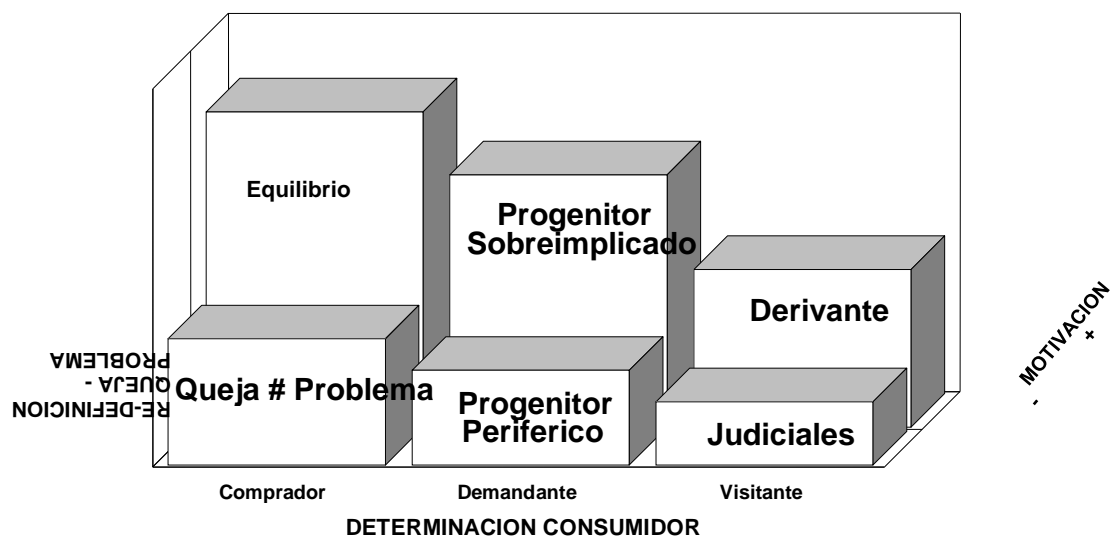 Equilibrio
Progenitor
Sobreimplicado
Derivante
MOTIVACION
- +
RE-DEFINICION
QUEJA -
PROBLEMA
Queja # Problema
Progenitor
Periferico
Judiciales
Comprador
Demandante
Visitante
DETERMINACION CONSUMIDOR